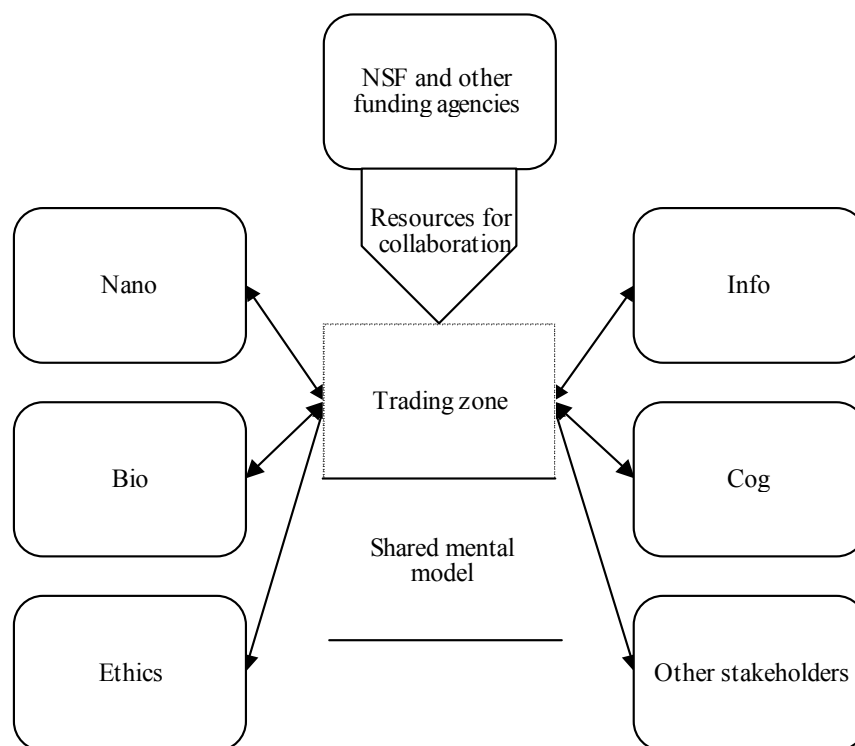 NSF and other
funding agencies
Resources for
collaboration
Nano
Info
Trading zone
Bio
Cog
Shared mental
model
Ethics
Other stakeholders